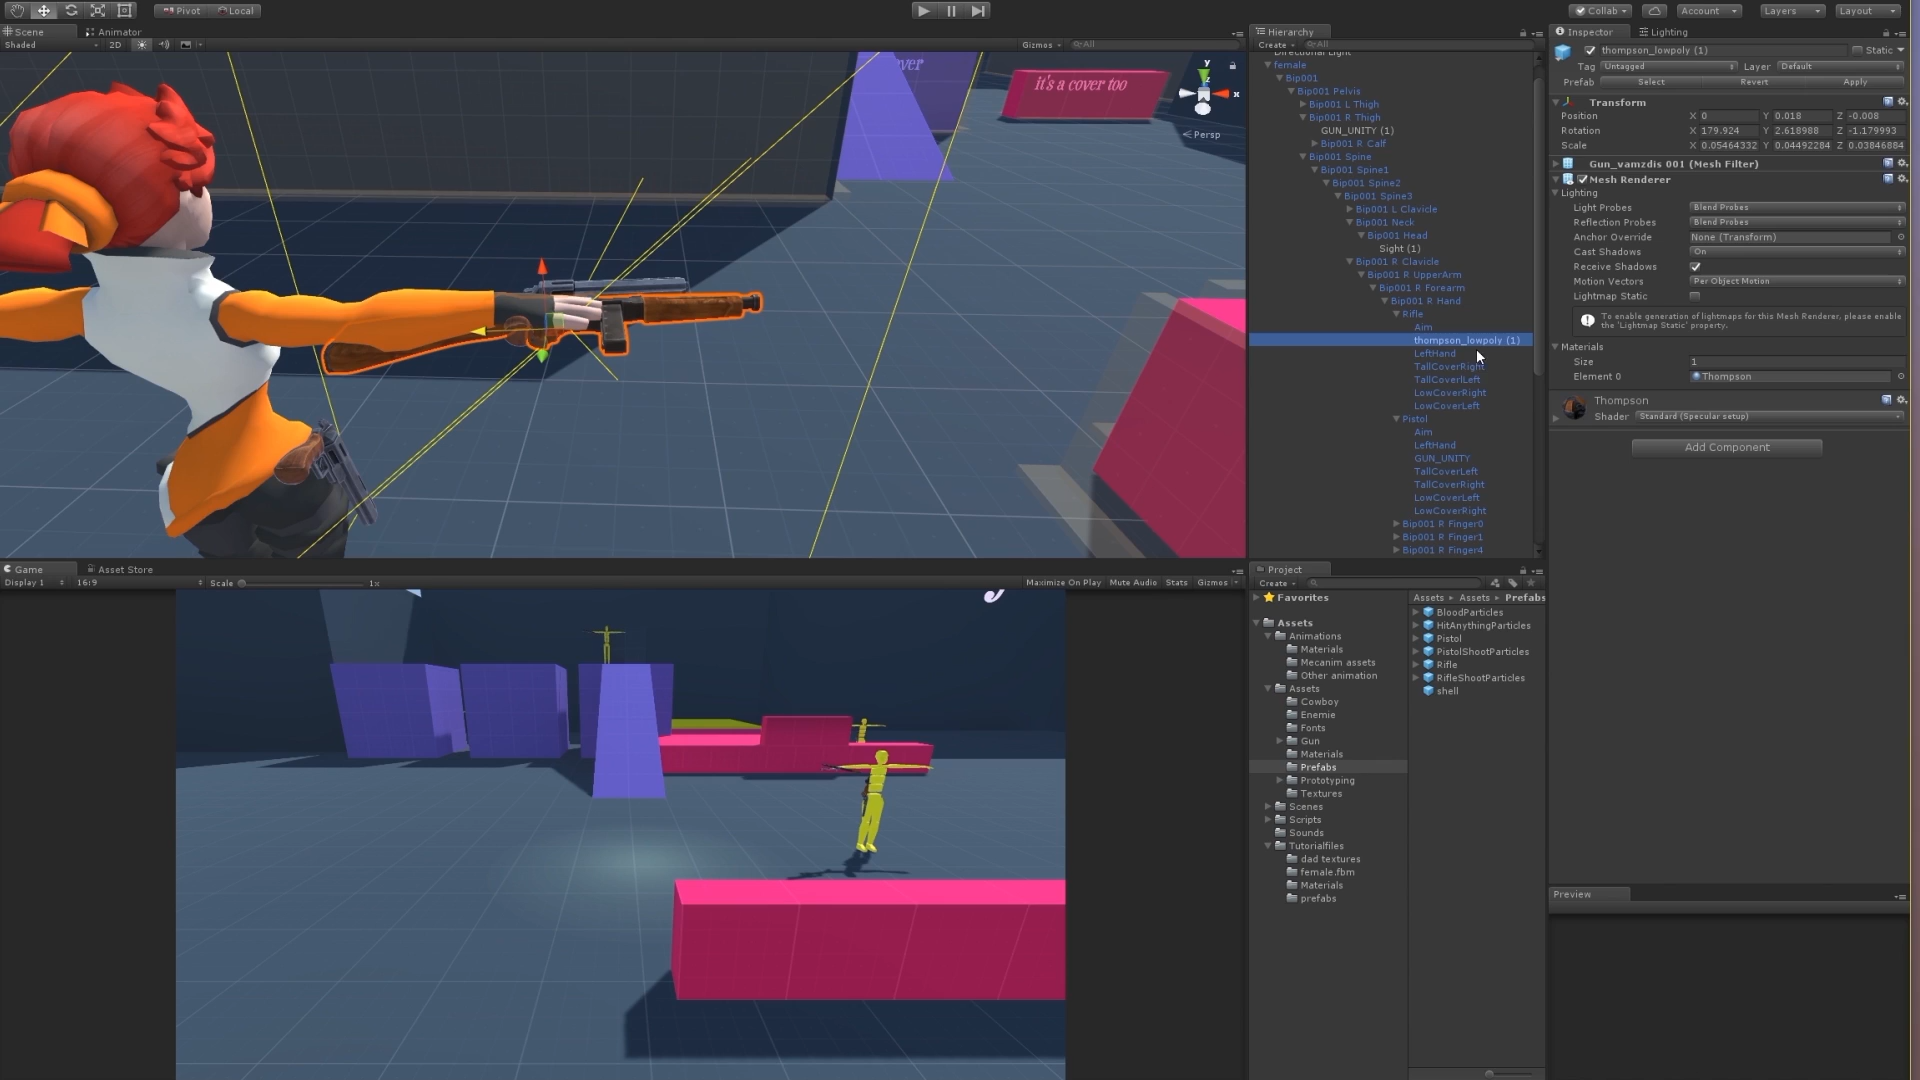 Pivot Local Collab Account Layers Layout
Scene Animator
Shaded 2D Gizmos All
ver
it's a cover too
y
x
Persp
Game Asset Store
Display 1 16:9 Scale 1x Maximize On Play Mute Audio Stats Gizmos
Hierarchy
Create All
Directional Light
female
Bip001
Bip001 Pelvis
Bip001 L Thigh
Bip001 R Thigh
GUN_UNITY (1)
Bip001 R Calf
Bip001 Spine
Bip001 Spine1
Bip001 Spine2
Bip001 Spine3
Bip001 L Clavicle
Bip001 Neck
Bip001 Head
Sight (1)
Bip001 R Clavicle
Bip001 R UpperArm
Bip001 R Forearm
Bip001 R Hand
Rifle
Aim
thompson_lowpoly (1)
LeftHand
TallCoverRight
TallCoverlLeft
LowCoverRight
LowCoverLeft
Pistol
Aim
LeftHand
GUN_UNITY
TallCoverLeft
TallCoverRight
LowCoverLeft
LowCoverRight
Bip001 R Finger0
Bip001 R Finger1
Bip001 R Finger4
Project
Create
Favorites
Assets
Animations
Materials
Mecanim assets
Other animation
Assets
Cowboy
Enemie
Fonts
Gun
Materials
Prefabs
Prototyping
Textures
Scenes
Scripts
Sounds
Tutorialfiles
dad textures
female.fbm
Materials
prefabs
Assets Assets Prefabs
BloodParticles
HitAnythingParticles
Pistol
PistolShootParticles
Rifle
RifleShootParticles
shell
Inspector Lighting
thompson_lowpoly (1) Static
Tag Untagged Layer Default
Prefab Select Revert Apply
Transform
Position X 0 Y 0.018 Z -0.008
Rotation X 179.924 Y 2.618988 Z -1.179993
Scale X 0.05464332 Y 0.04492284 Z 0.03846884
Gun_vamzdis 001 (Mesh Filter)
Mesh Renderer
Lighting
Light Probes Blend Probes
Reflection Probes Blend Probes
Anchor Override None (Transform)
Cast Shadows On
Receive Shadows
Motion Vectors Per Object Motion
Lightmap Static
To enable generation of lightmaps for this Mesh Renderer, please enable
the 'Lightmap Static' property.
Materials
Size 1
Element 0 Thompson
Thompson
Shader Standard (Specular setup)
Add Component
Preview